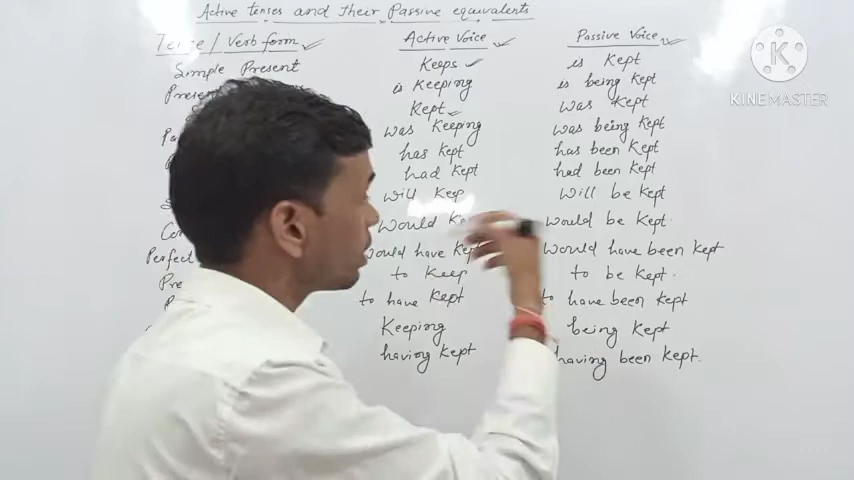 Active tenses and their Passive equivalents
Tense / Verb form Active Voice Passive Voice
Simple Present Keeps is Kept
is Keeping is being Kept
Kept was Kept
was Keeping was being Kept
has Kept has been Kept
had Kept had been Kept
will Keep will be Kept
would would be Kept
Perfect would have Kept would have been Kept
to Keep to be Kept.
to have Kept to have been Kept
Keeping being Kept
having Kept having been Kept.
K
KINEMASTER